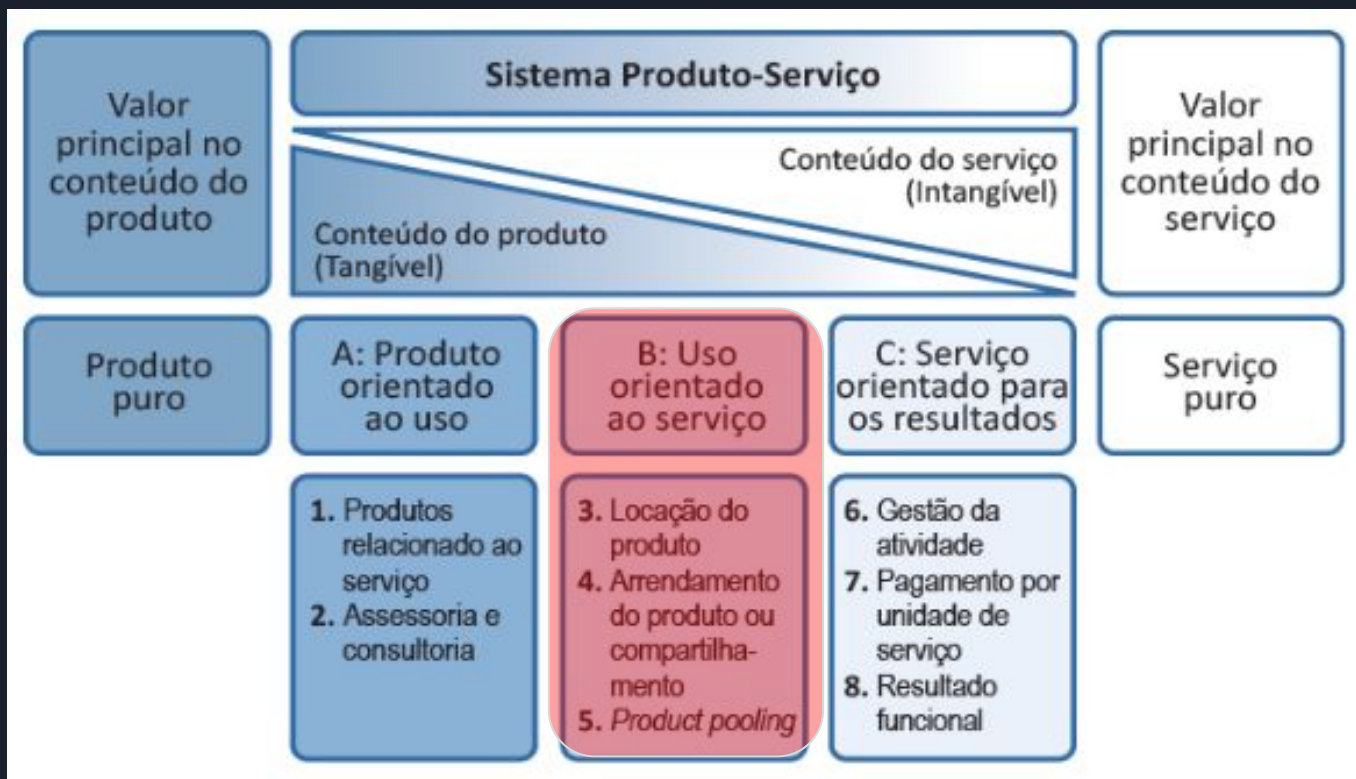 Valor
principal no
conteúdo do
produto
Sistema Produto-Serviço
Conteúdo do serviço
(Intangível)
Conteúdo do produto
(Tangível)
Valor
principal no
conteúdo do
serviço
Produto
puro
A: Produto
orientado
ao uso
B: Uso
orientado
ao serviço
C: Serviço
orientado para
os resultados
Serviço
puro
1. Produtos
relacionado ao
serviço
2. Assessoria e
consultoria
3. Locação do
produto
4. Arrendamento
do produto ou
compartilha-
mento
5. Product pooling
6. Gestão da
atividade
7. Pagamento por
unidade de
serviço
8. Resultado
funcional